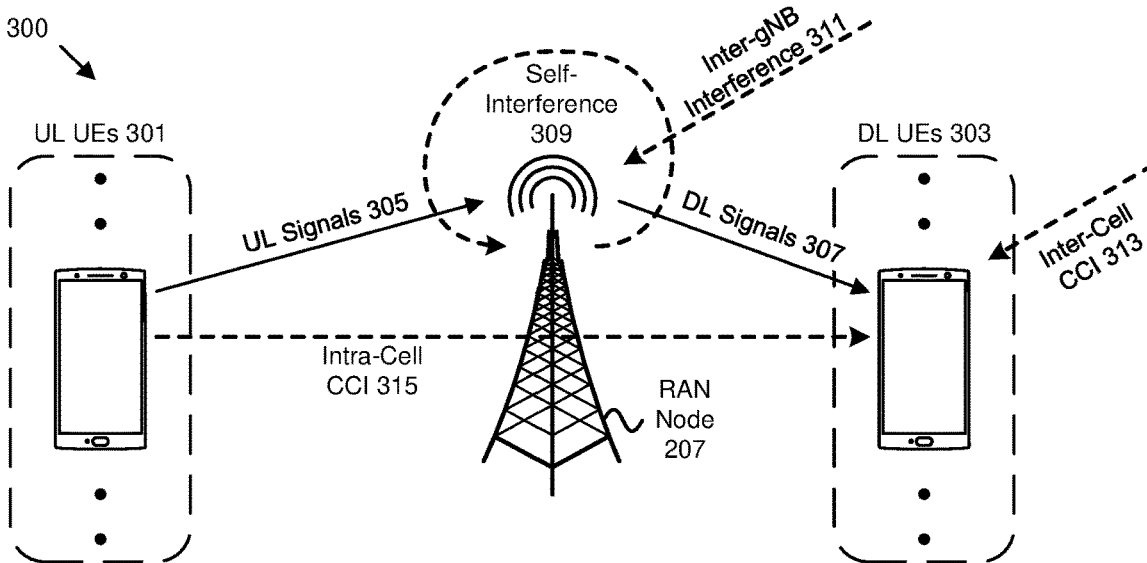 300
UL UEs 301
Self-
Interference
309
Inter-gNB
Interference 311
DL UEs 303
UL Signals 305
DL Signals 307
Inter-Cell
CCI 313
Intra-Cell
CCI 315
RAN
Node
207